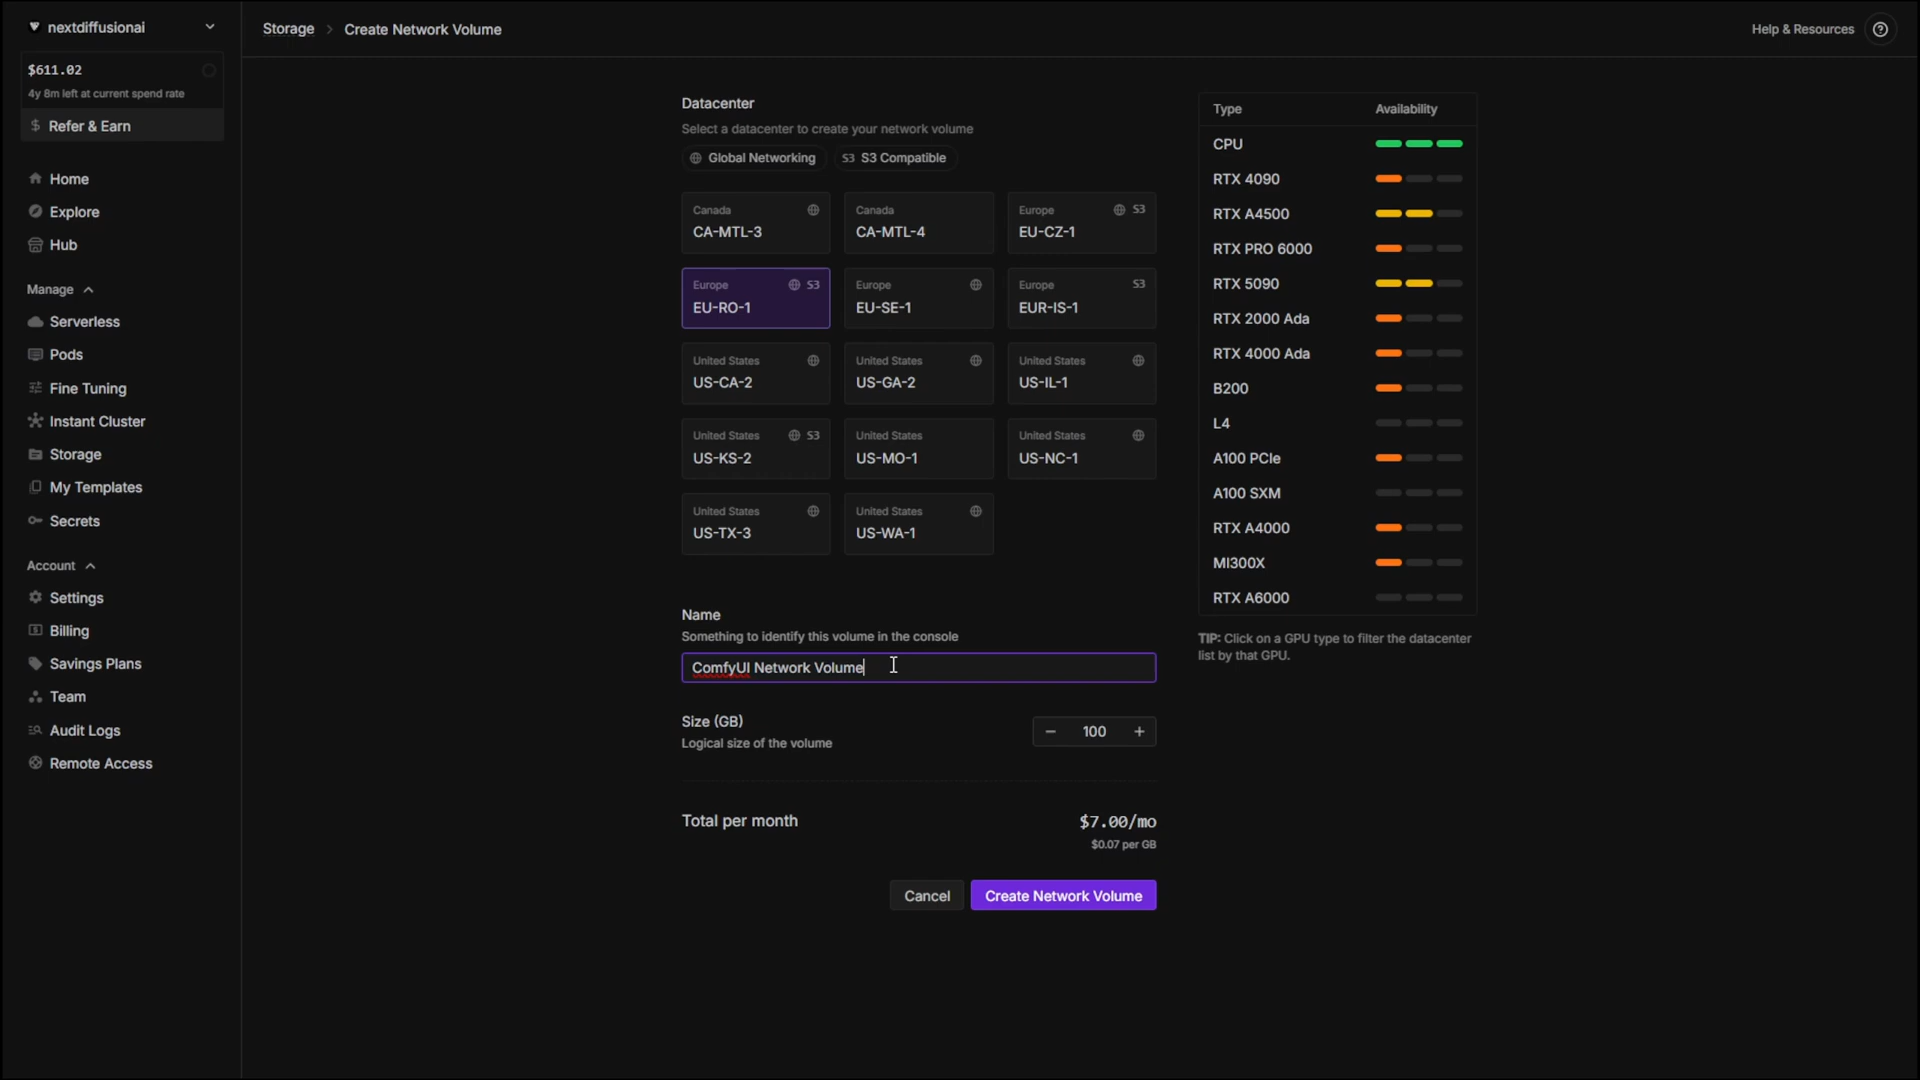 nextdiffusionai
$611.02
4y 8m left at current spend rate
$ Refer & Earn
Home
Explore
Hub
Manage
Serverless
Pods
Fine Tuning
Instant Cluster
Storage
My Templates
Secrets
Account
Settings
Billing
Savings Plans
Team
Audit Logs
Remote Access
Storage > Create Network Volume
Help & Resources
Datacenter
Select a datacenter to create your network volume
Global Networking S3 S3 Compatible
Canada
CA-MTL-3
Canada
CA-MTL-4
Europe S3
EU-CZ-1
Europe S3
EU-RO-1
Europe
EU-SE-1
Europe S3
EUR-IS-1
United States
US-CA-2
United States
US-GA-2
United States
US-IL-1
United States S3
US-KS-2
United States
US-MO-1
United States
US-NC-1
United States
US-TX-3
United States
US-WA-1
Name
Something to identify this volume in the console
ComfyUI Network Volume
Size (GB)
Logical size of the volume
− 100 +
Total per month
$7.00/mo
$0.07 per GB
Cancel
Create Network Volume
Type Availability
CPU
RTX 4090
RTX A4500
RTX PRO 6000
RTX 5090
RTX 2000 Ada
RTX 4000 Ada
B200
L4
A100 PCIe
A100 SXM
RTX A4000
MI300X
RTX A6000
TIP: Click on a GPU type to filter the datacenter
list by that GPU.